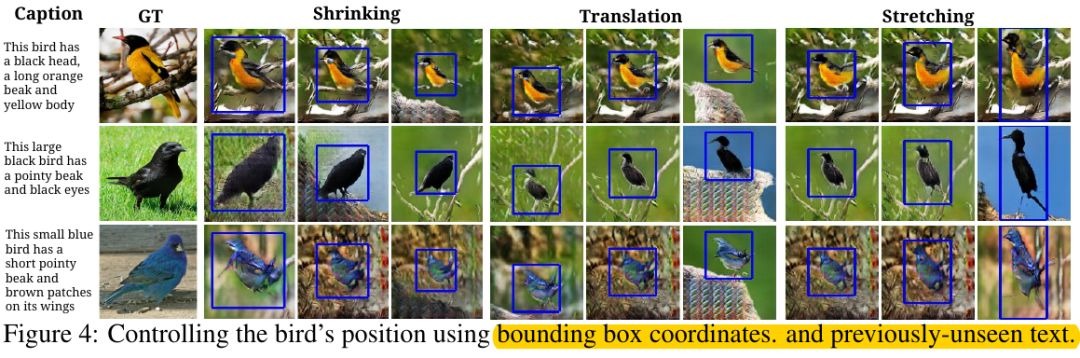 Caption GT Shrinking Translation Stretching
This bird has
a black head,
a long orange
beak and
yellow body
This large
black bird has
a pointy beak
and black eyes
This small blue
bird has a
short pointy
beak and
brown patches
on its wings
Figure 4: Controlling the bird's position using bounding box coordinates. and previously-unseen text.